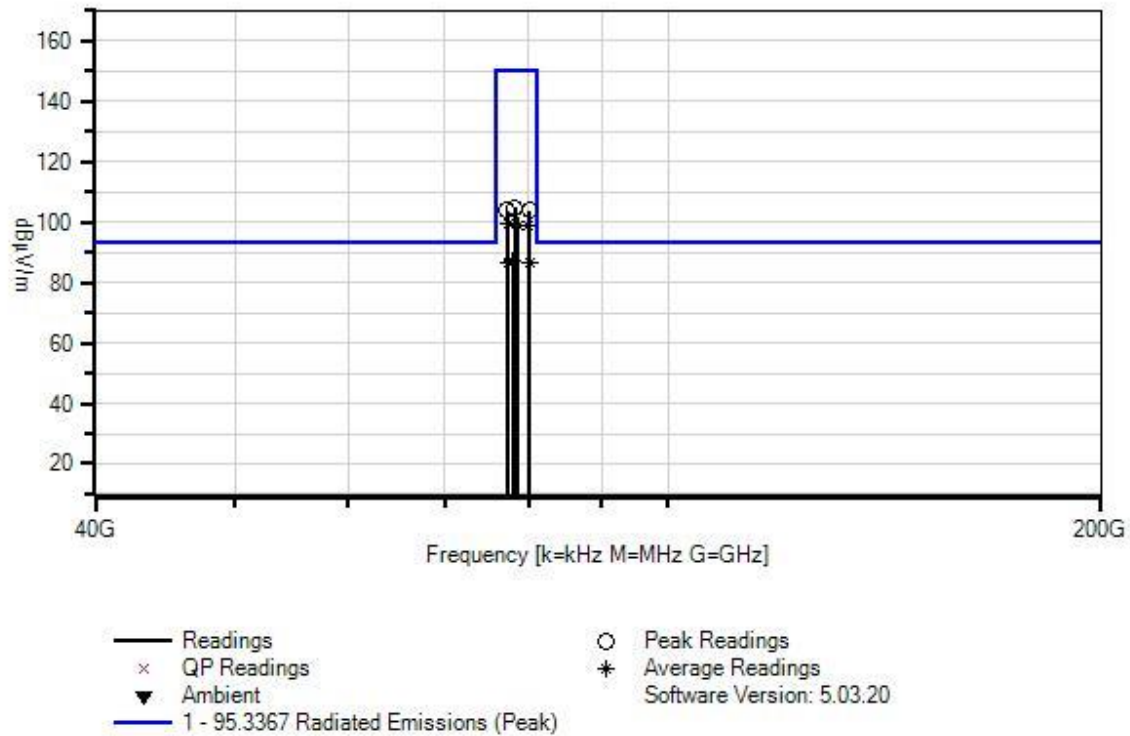 160
140
120
100
80
60
40
20
dBµV/m
40G
200G
Frequency [k=kHz M=MHz G=GHz]
Readings
Peak Readings
QP Readings
Average Readings
Ambient
Software Version: 5.03.20
1 - 95.3367 Radiated Emissions (Peak)